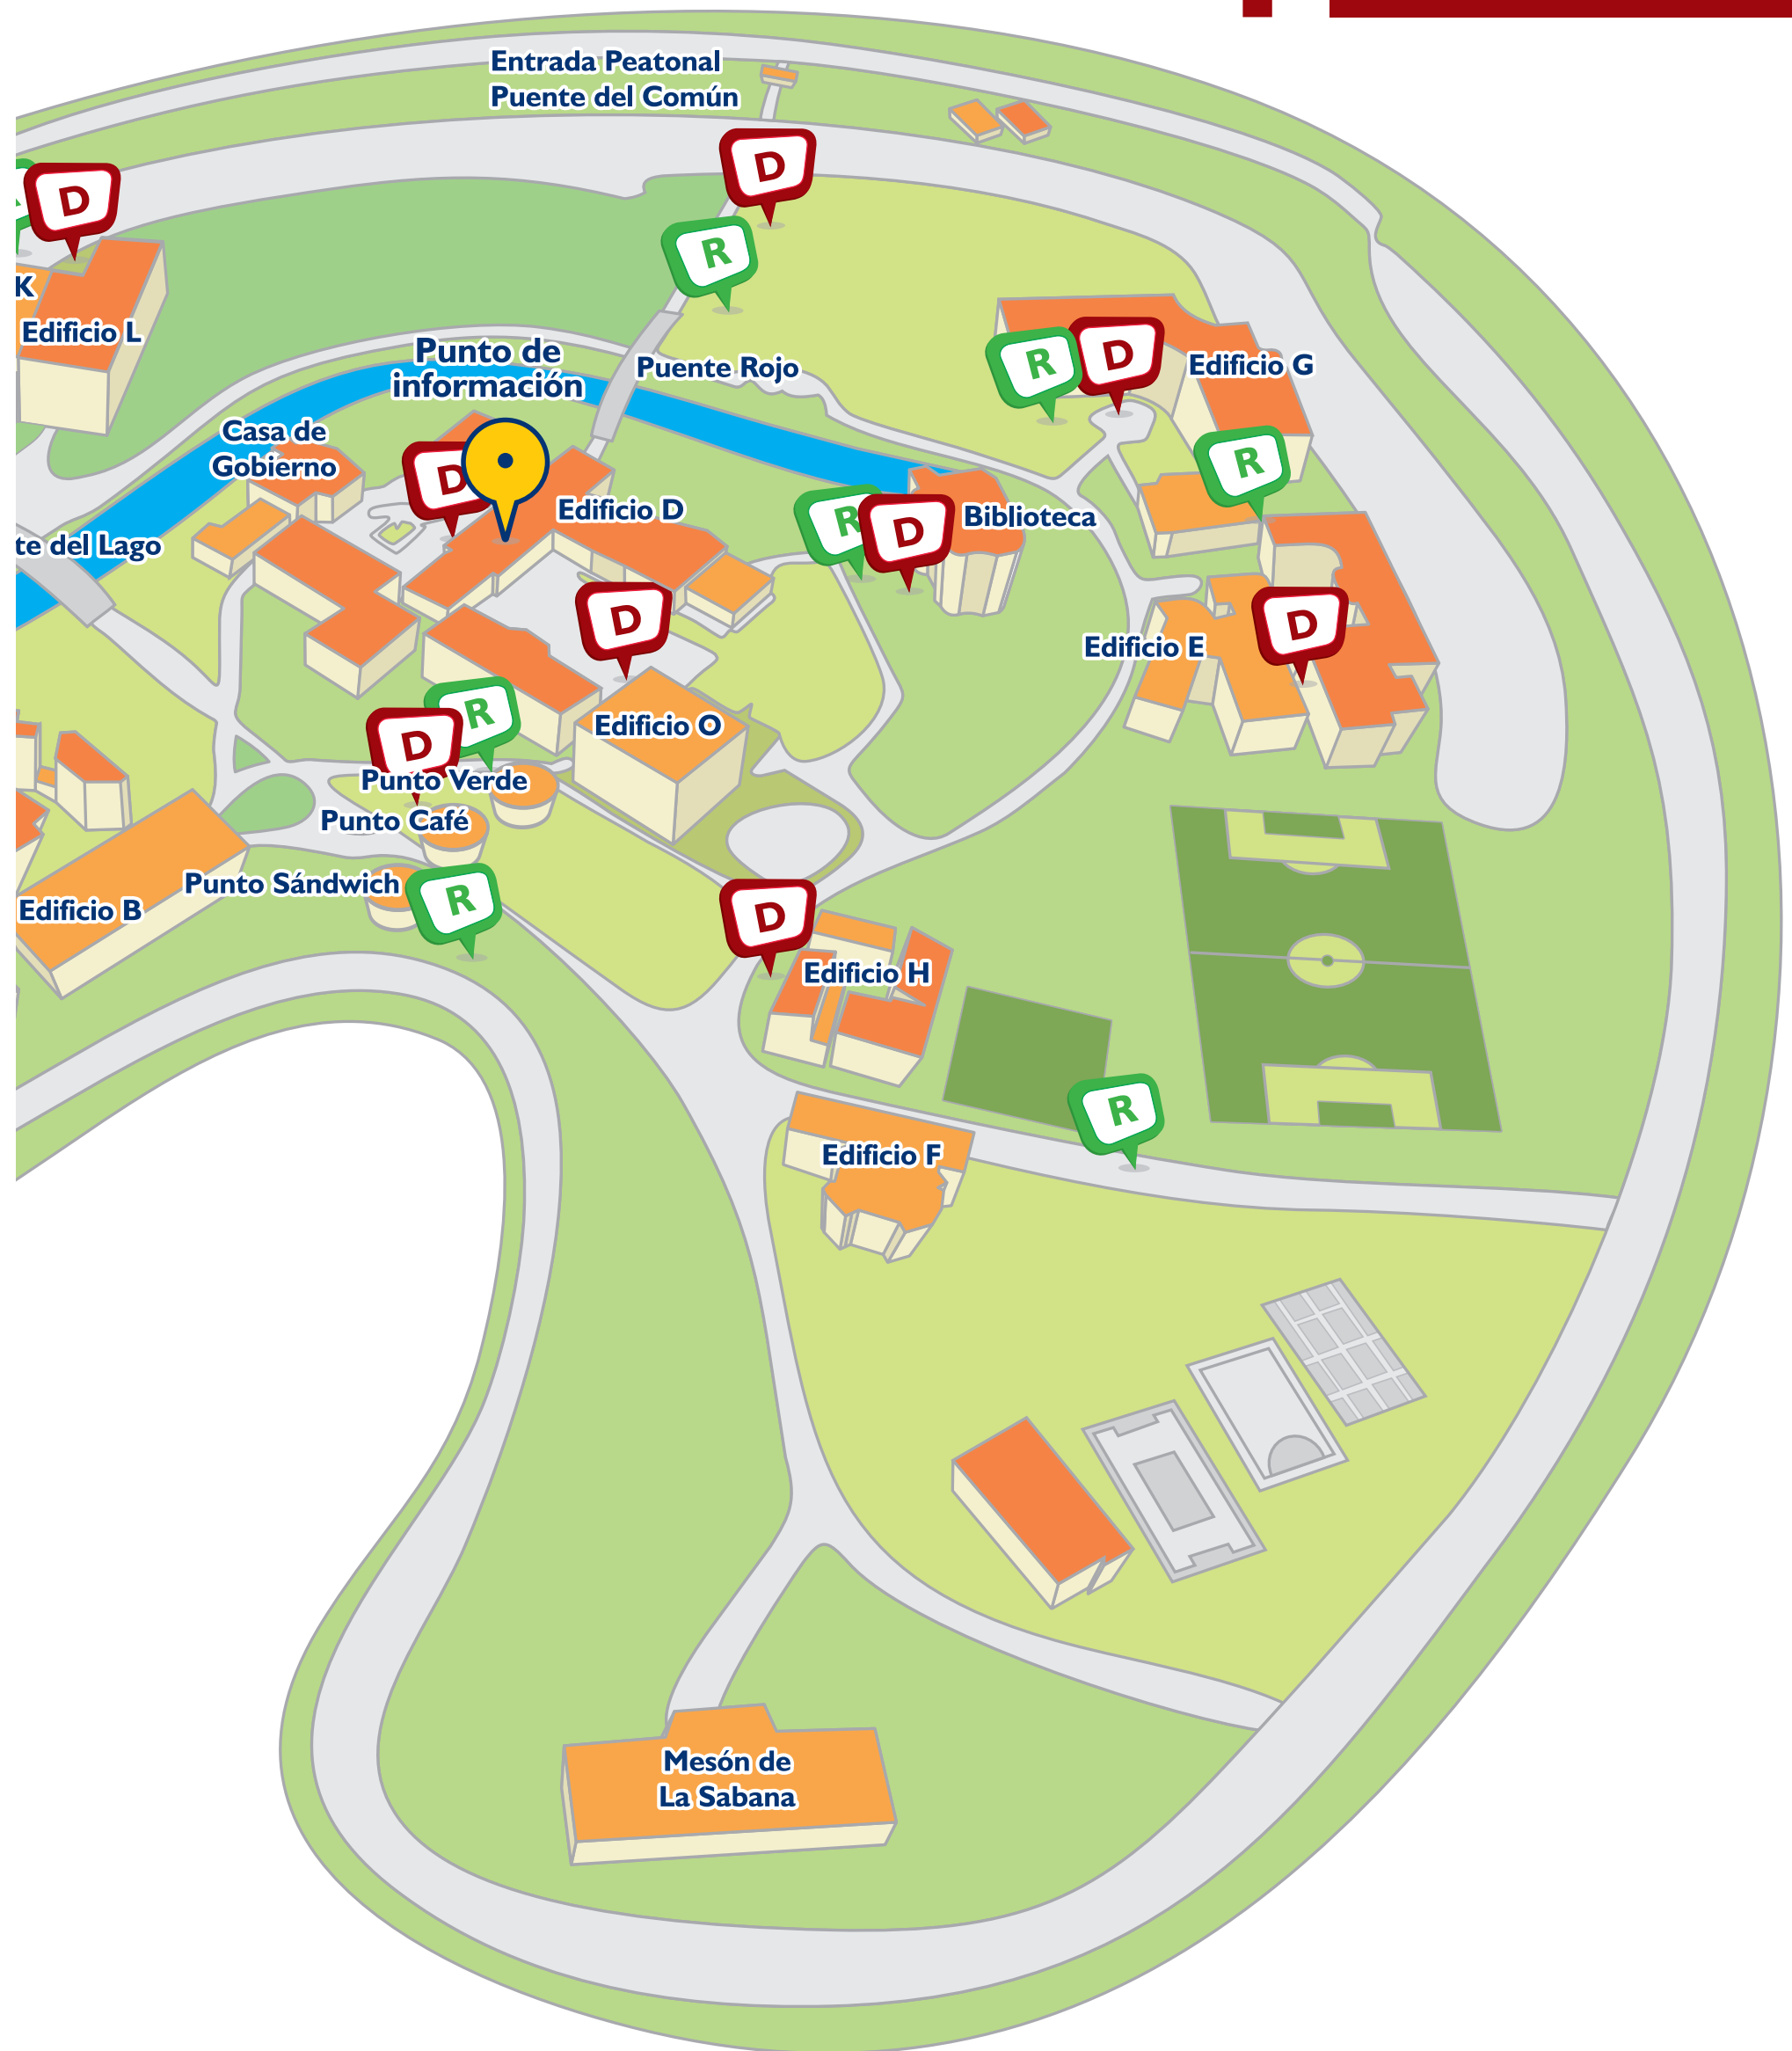 Entrada Peatonal
Puente del Común
D
D
R
K
Edificio L
Punto de
información
Puente Rojo
R
D
Edificio G
Casa de
Gobierno
D
R
Edificio D
R
D
Biblioteca
te del Lago
D
Edificio E
D
R
D
Edificio O
Punto Verde
Punto Café
Punto Sándwich
R
Edificio B
D
Edificio H
R
Edificio F
Mesón de
La Sabana